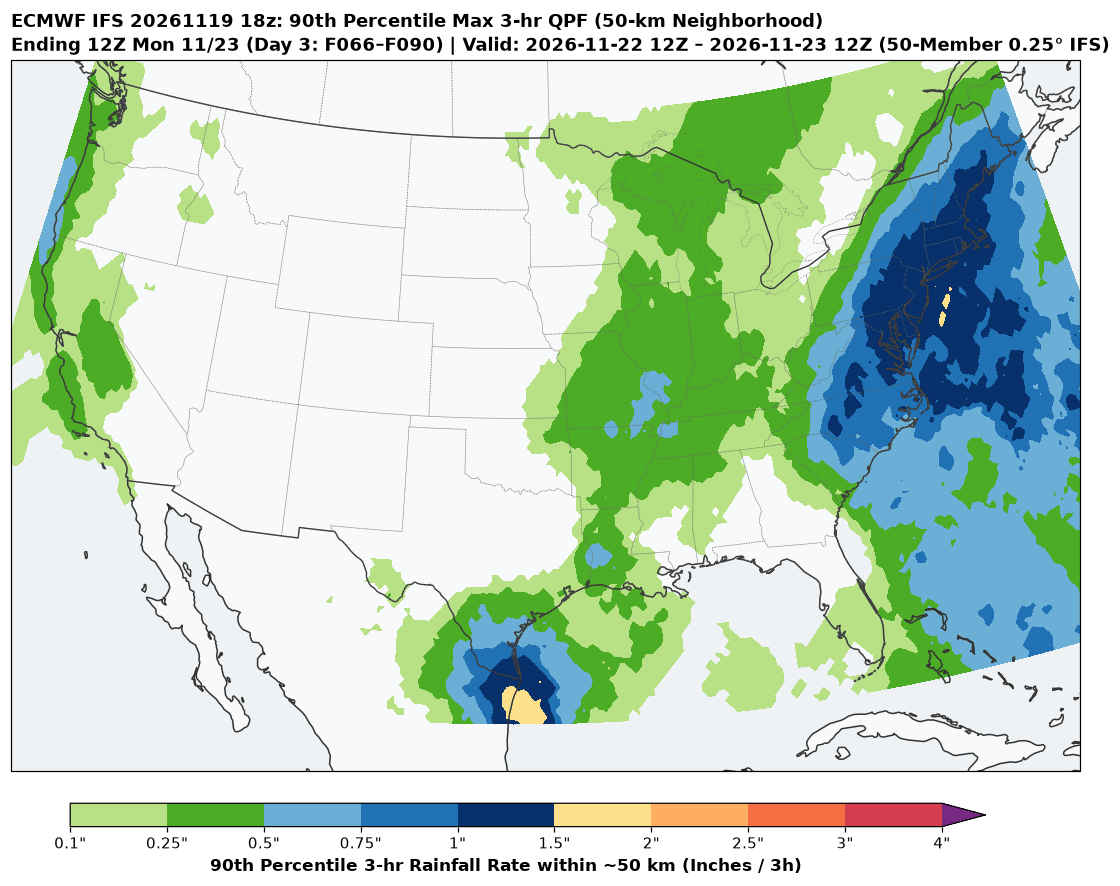 ECMWF IFS 20261119 18z: 90th Percentile Max 3-hr QPF (50-km Neighborhood)
Ending 12Z Mon 11/23 (Day 3: F066–F090) | Valid: 2026-11-22 12Z – 2026-11-23 12Z (50-Member 0.25° IFS)
0.1" 0.25" 0.5" 0.75" 1" 1.5" 2" 2.5" 3" 4"
90th Percentile 3-hr Rainfall Rate within ~50 km (Inches / 3h)